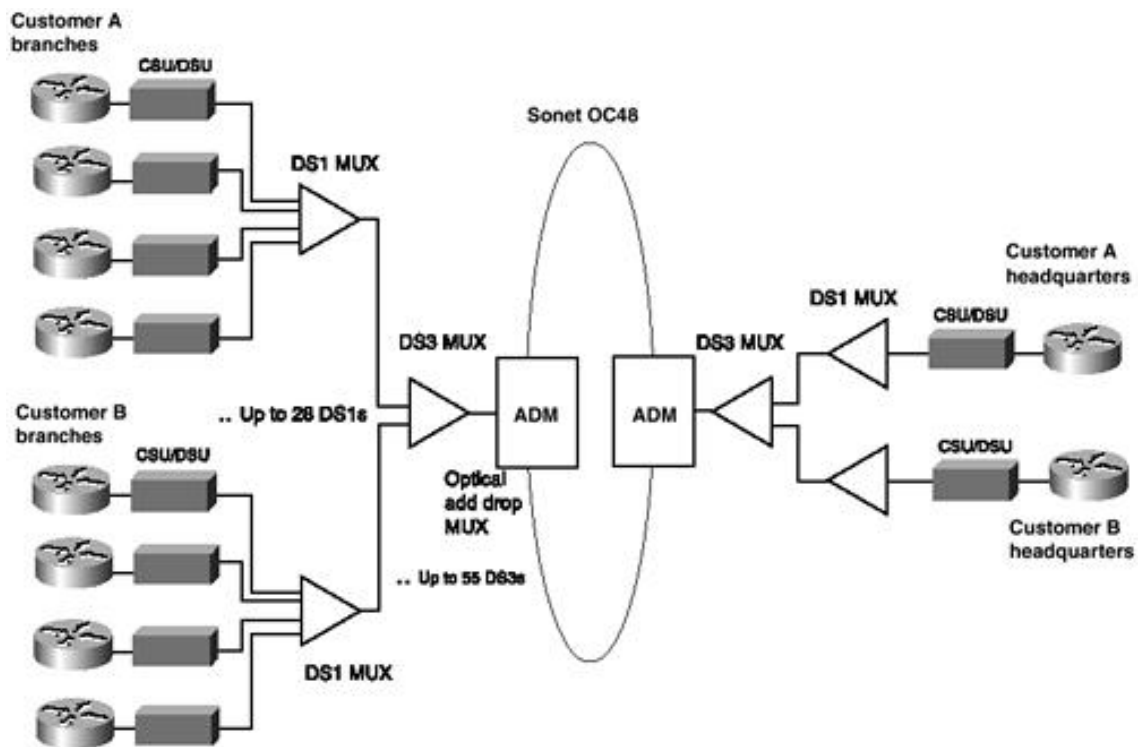 Customer A
branches
CSU/DSU
DS1 MUX
Sonet OC48
Customer A
headquarters
DS1 MUX
CSU/DSU
DS3 MUX
DS3 MUX
ADM
ADM
Customer B
branches
.. Up to 28 DS1s
CSU/DSU
CSU/DSU
Optical
add drop
MUX
Customer B
headquarters
.. Up to 55 DS3s
DS1 MUX